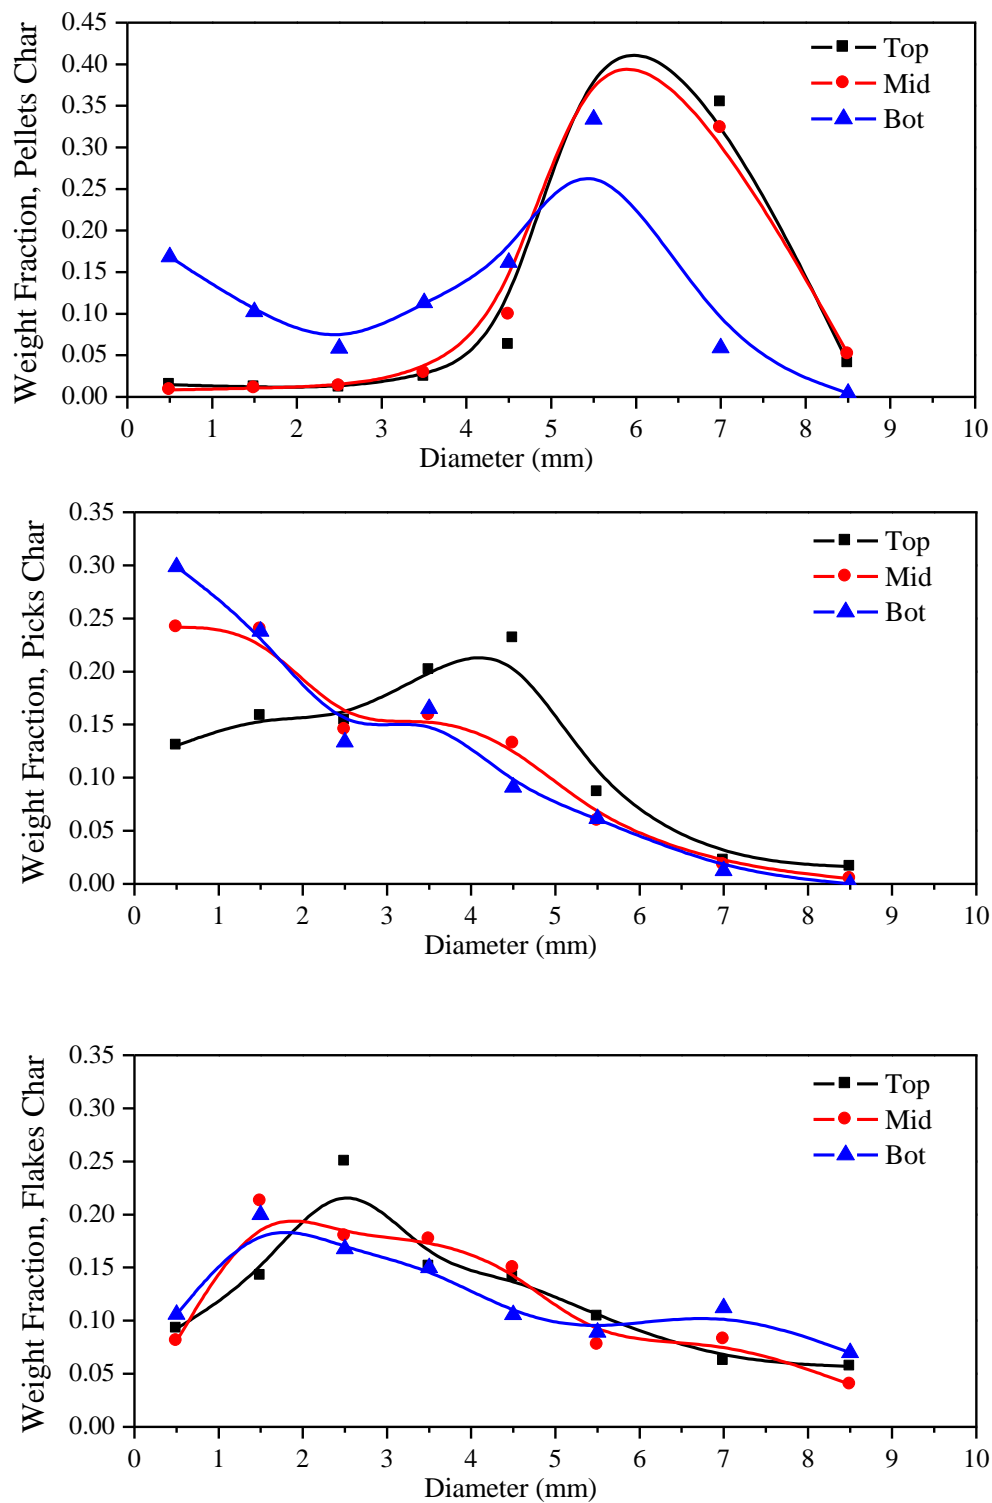 Weight Fraction, Pellets Char
0.45
0.40
0.35
0.30
0.25
0.20
0.15
0.10
0.05
0.00
Top
Mid
Bot
0 1 2 3 4 5 6 7 8 9 10
Diameter (mm)
Weight Fraction, Picks Char
0.35
0.30
0.25
0.20
0.15
0.10
0.05
0.00
Top
Mid
Bot
0 1 2 3 4 5 6 7 8 9 10
Diameter (mm)
Weight Fraction, Flakes Char
0.35
0.30
0.25
0.20
0.15
0.10
0.05
0.00
Top
Mid
Bot
0 1 2 3 4 5 6 7 8 9 10
Diameter (mm)